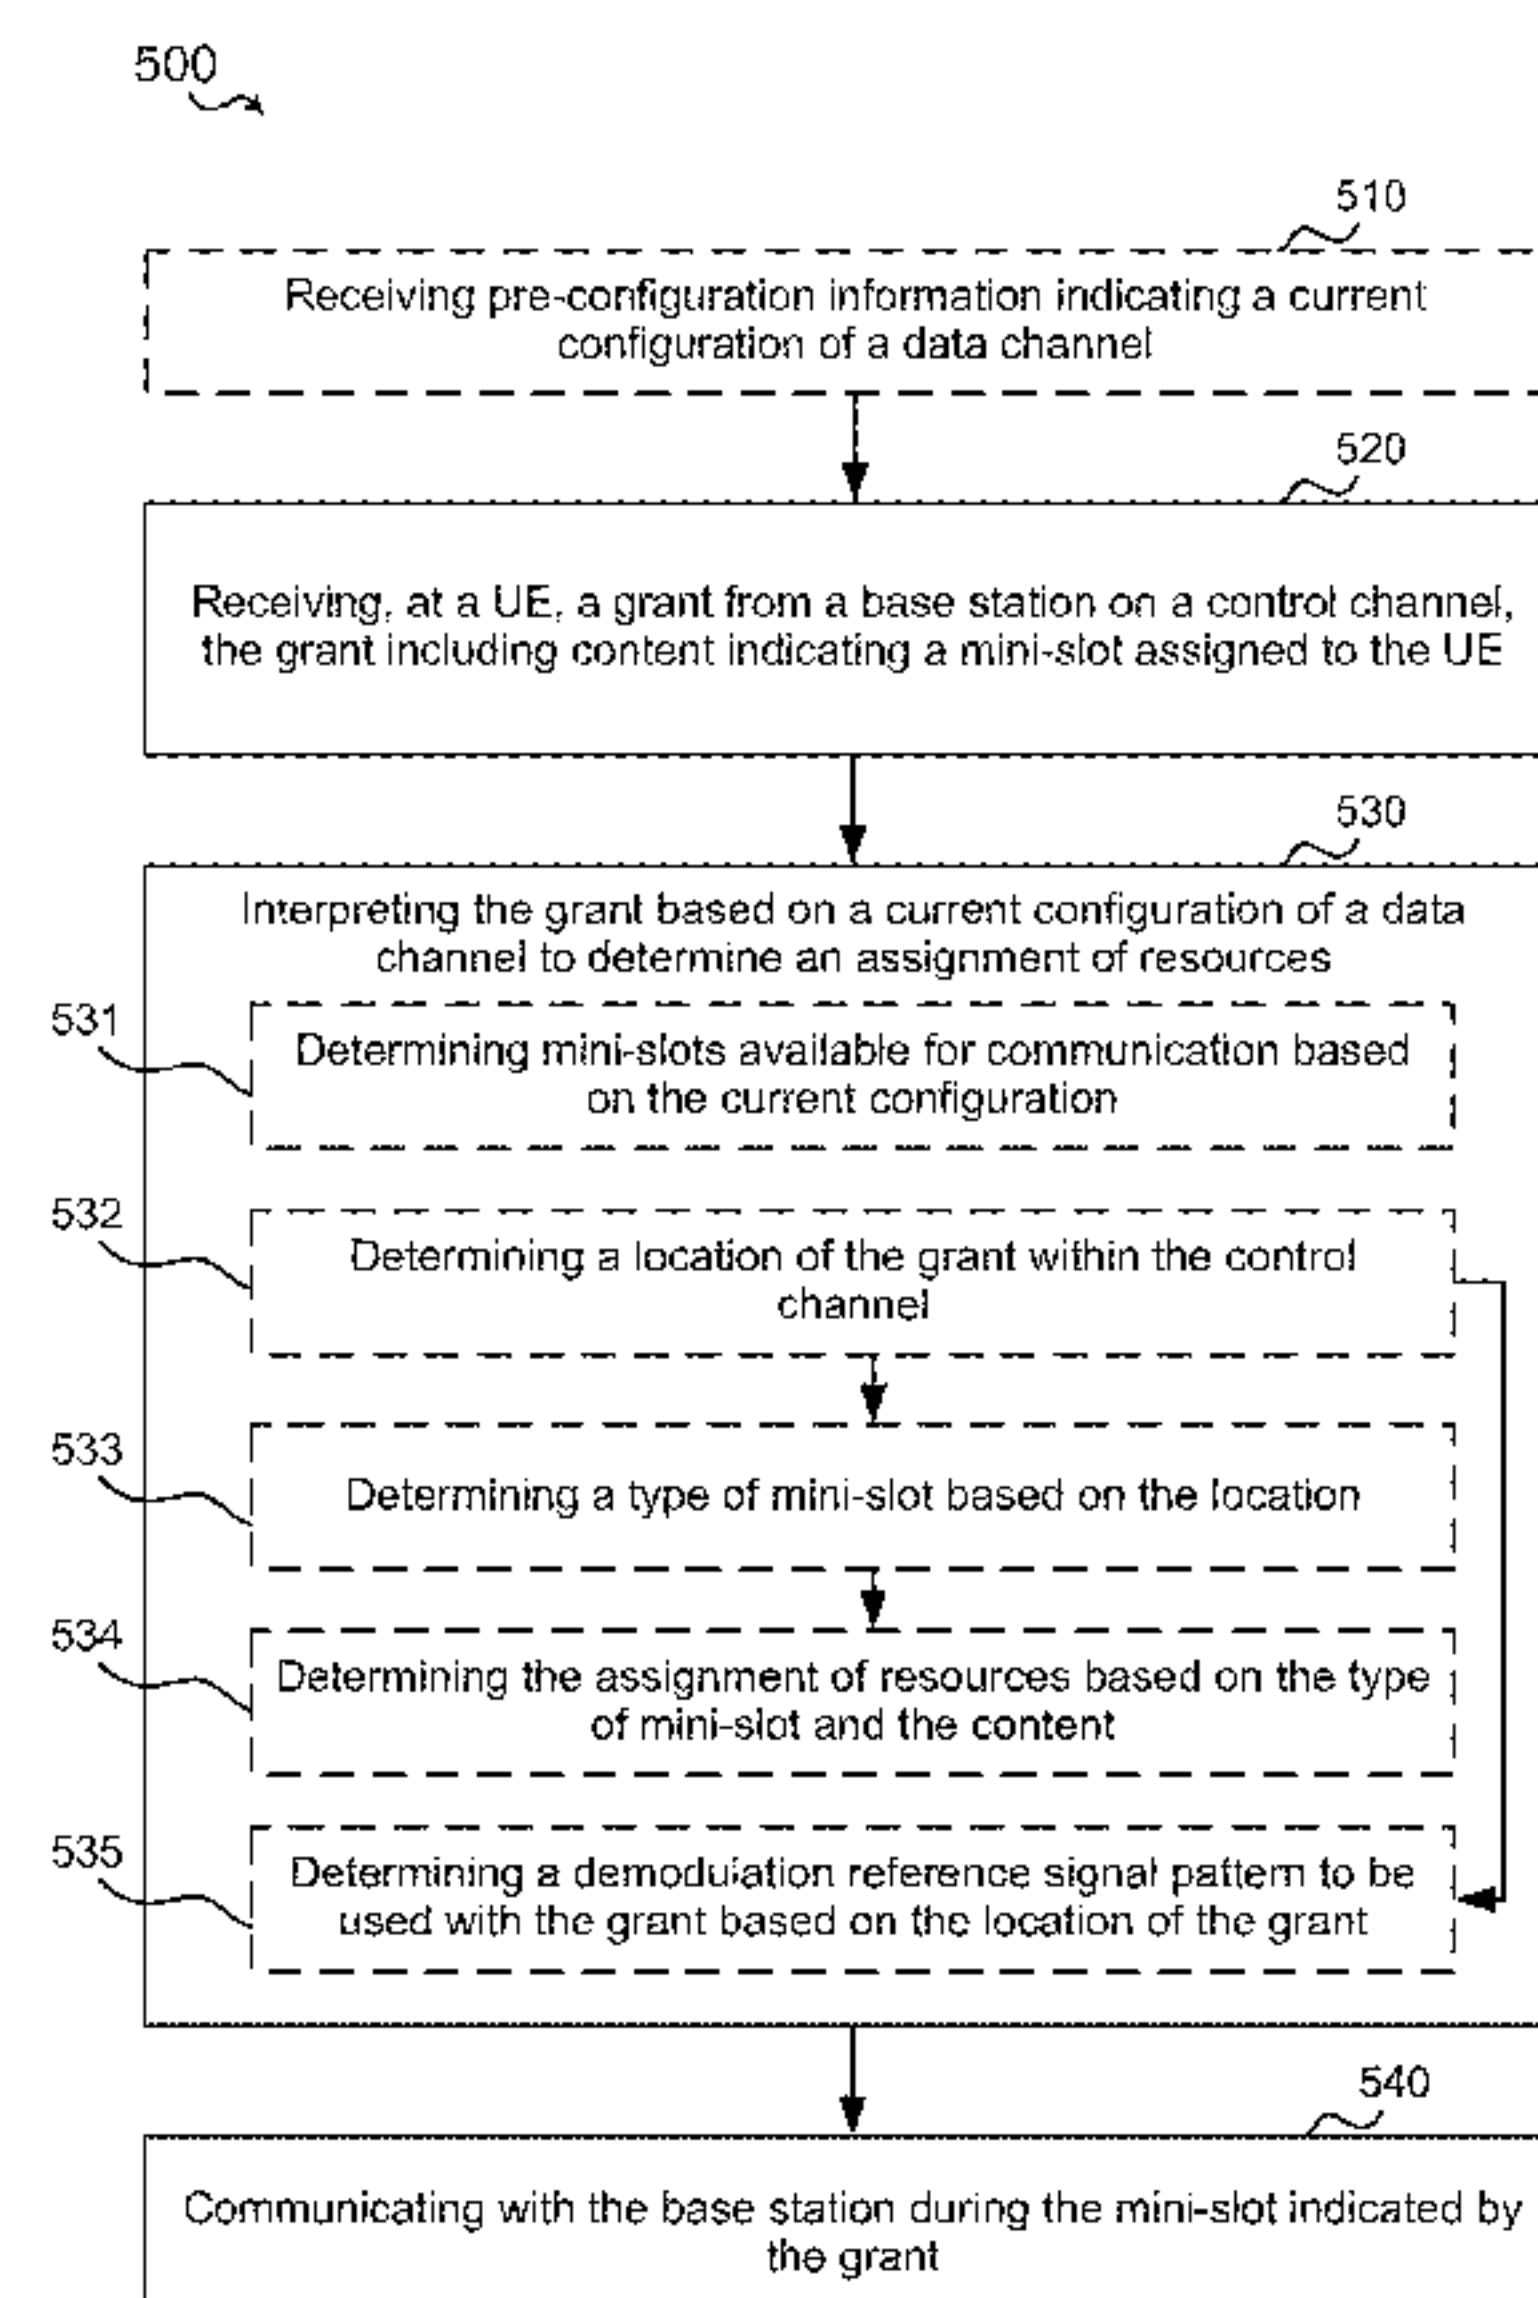 500
510
Receiving pre-configuration information indicating a current
configuration of a data channel
520
Receiving, at a UE, a grant from a base station on a control channel,
the grant including content indicating a mini-slot assigned to the UE
530
Interpreting the grant based on a current configuration of a data
channel to determine an assignment of resources
531
Determining mini-slots available for communication based
on the current configuration
532
Determining a location of the grant within the control
channel
533
Determining a type of mini-slot based on the location
534
Determining the assignment of resources based on the type
of mini-slot and the content
535
Determining a demodulation reference signal pattern to be
used with the grant based on the location of the grant
540
Communicating with the base station during the mini-slot indicated by
the grant